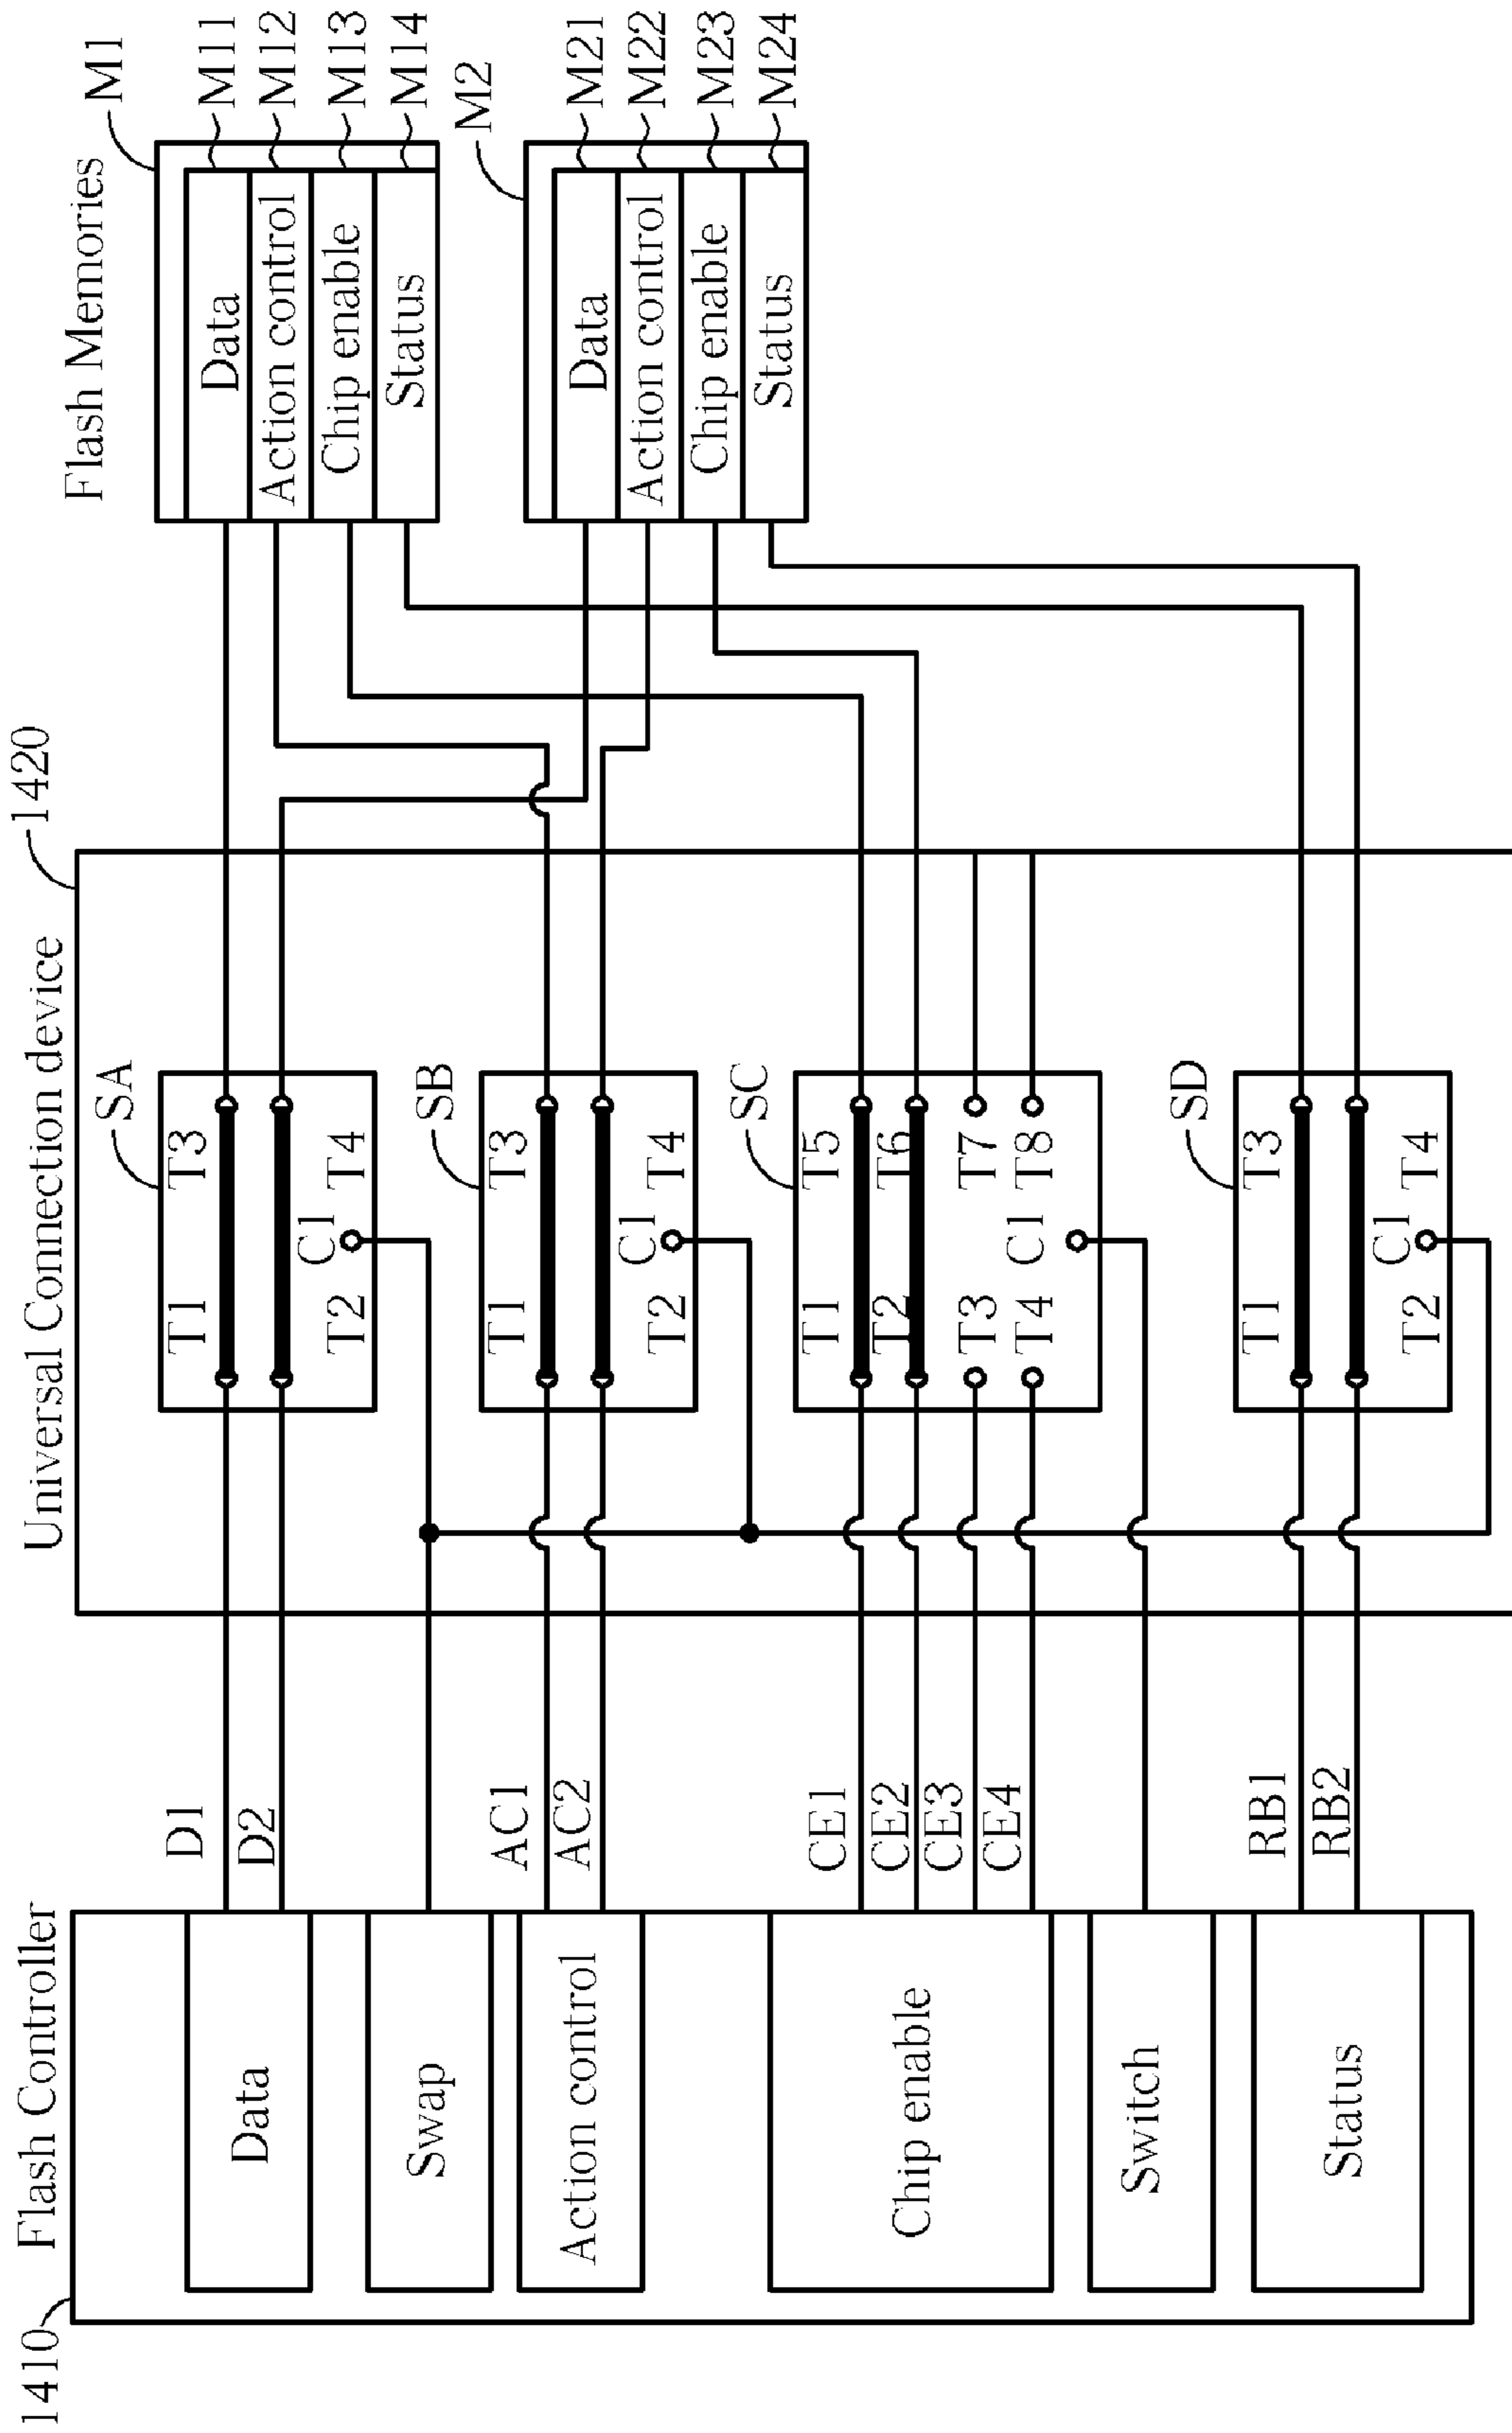 1410
Flash Controller
Data
Swap
Action control
Chip enable
Switch
Status
D1
D2
AC1
AC2
CE1
CE2
CE3
CE4
RB1
RB2
Universal Connection device
1420
SA
T1
T3
T2
C1
T4
SB
T1
T3
T2
C1
T4
SC
T1
T5
T2
T6
T3
T7
T4
C1
T8
SD
T1
T3
T2
C1
T4
Flash Memories
M1
Data
M11
Action control
M12
Chip enable
M13
Status
M14
M2
Data
M21
Action control
M22
Chip enable
M23
Status
M24